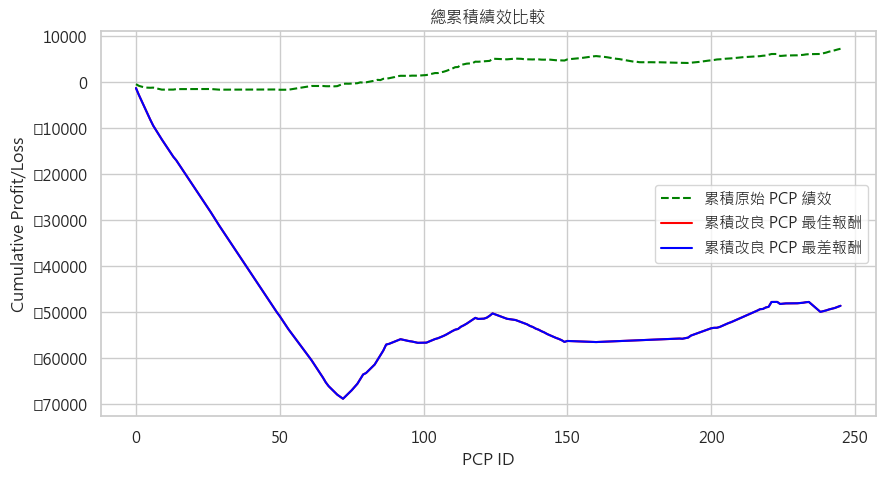 總累積績效比較
Cumulative Profit/Loss
10000
0
□10000
□20000
□30000
□40000
□50000
□60000
□70000
累積原始 PCP 績效
累積改良 PCP 最佳報酬
累積改良 PCP 最差報酬
0 50 100 150 200 250
PCP ID